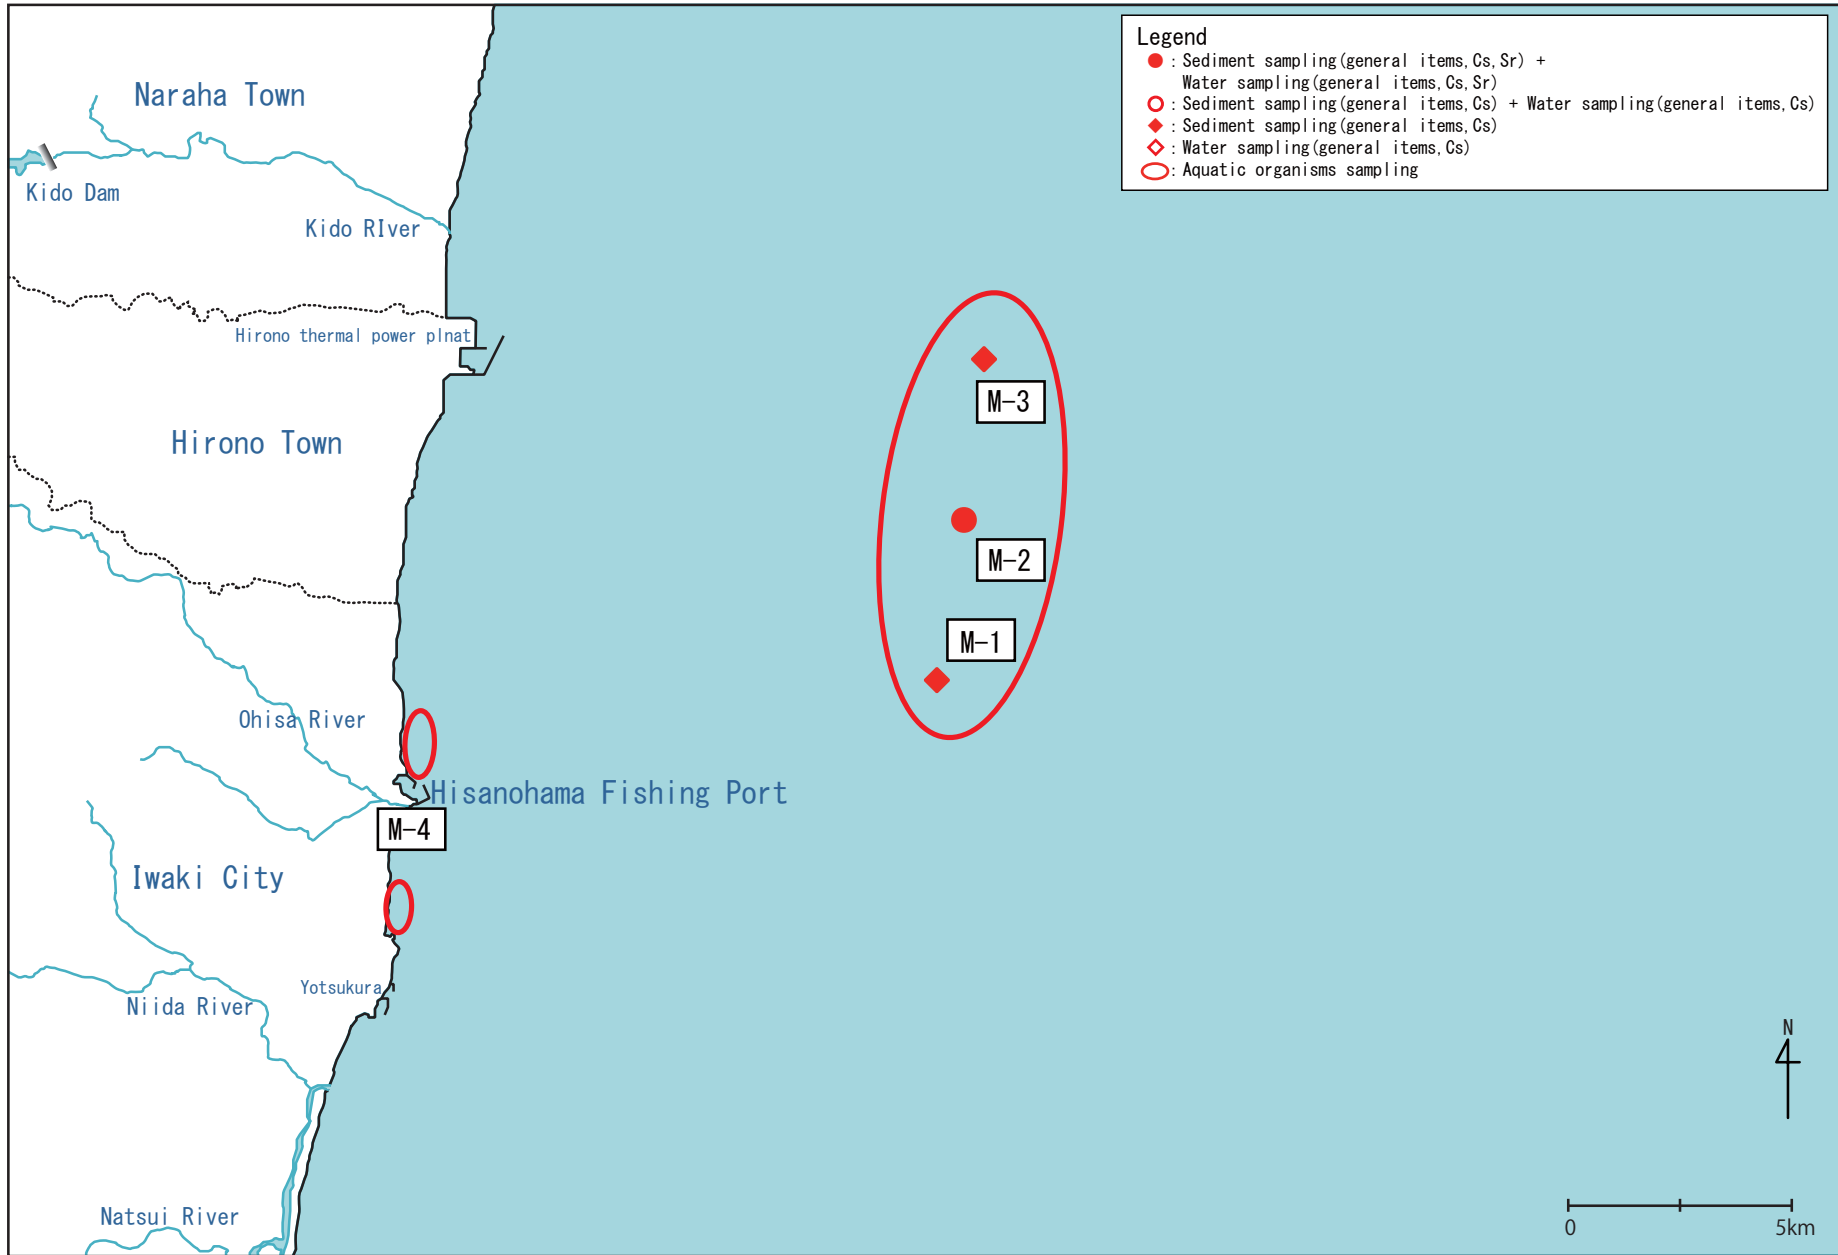 Legend
: Sediment sampling(general items,Cs,Sr) +
Water sampling(general items,Cs,Sr)
: Sediment sampling(general items,Cs) + Water sampling(general items,Cs)
: Sediment sampling(general items,Cs)
: Water sampling(general items,Cs)
: Aquatic organisms sampling
Naraha Town
Kido Dam
Kido RIver
Hirono thermal power plnat
M-3
Hirono Town
M-2
M-1
Ohisa River
Hisanohama Fishing Port
M-4
Iwaki City
Yotsukura
Niida River
N
Natsui River
0
5km